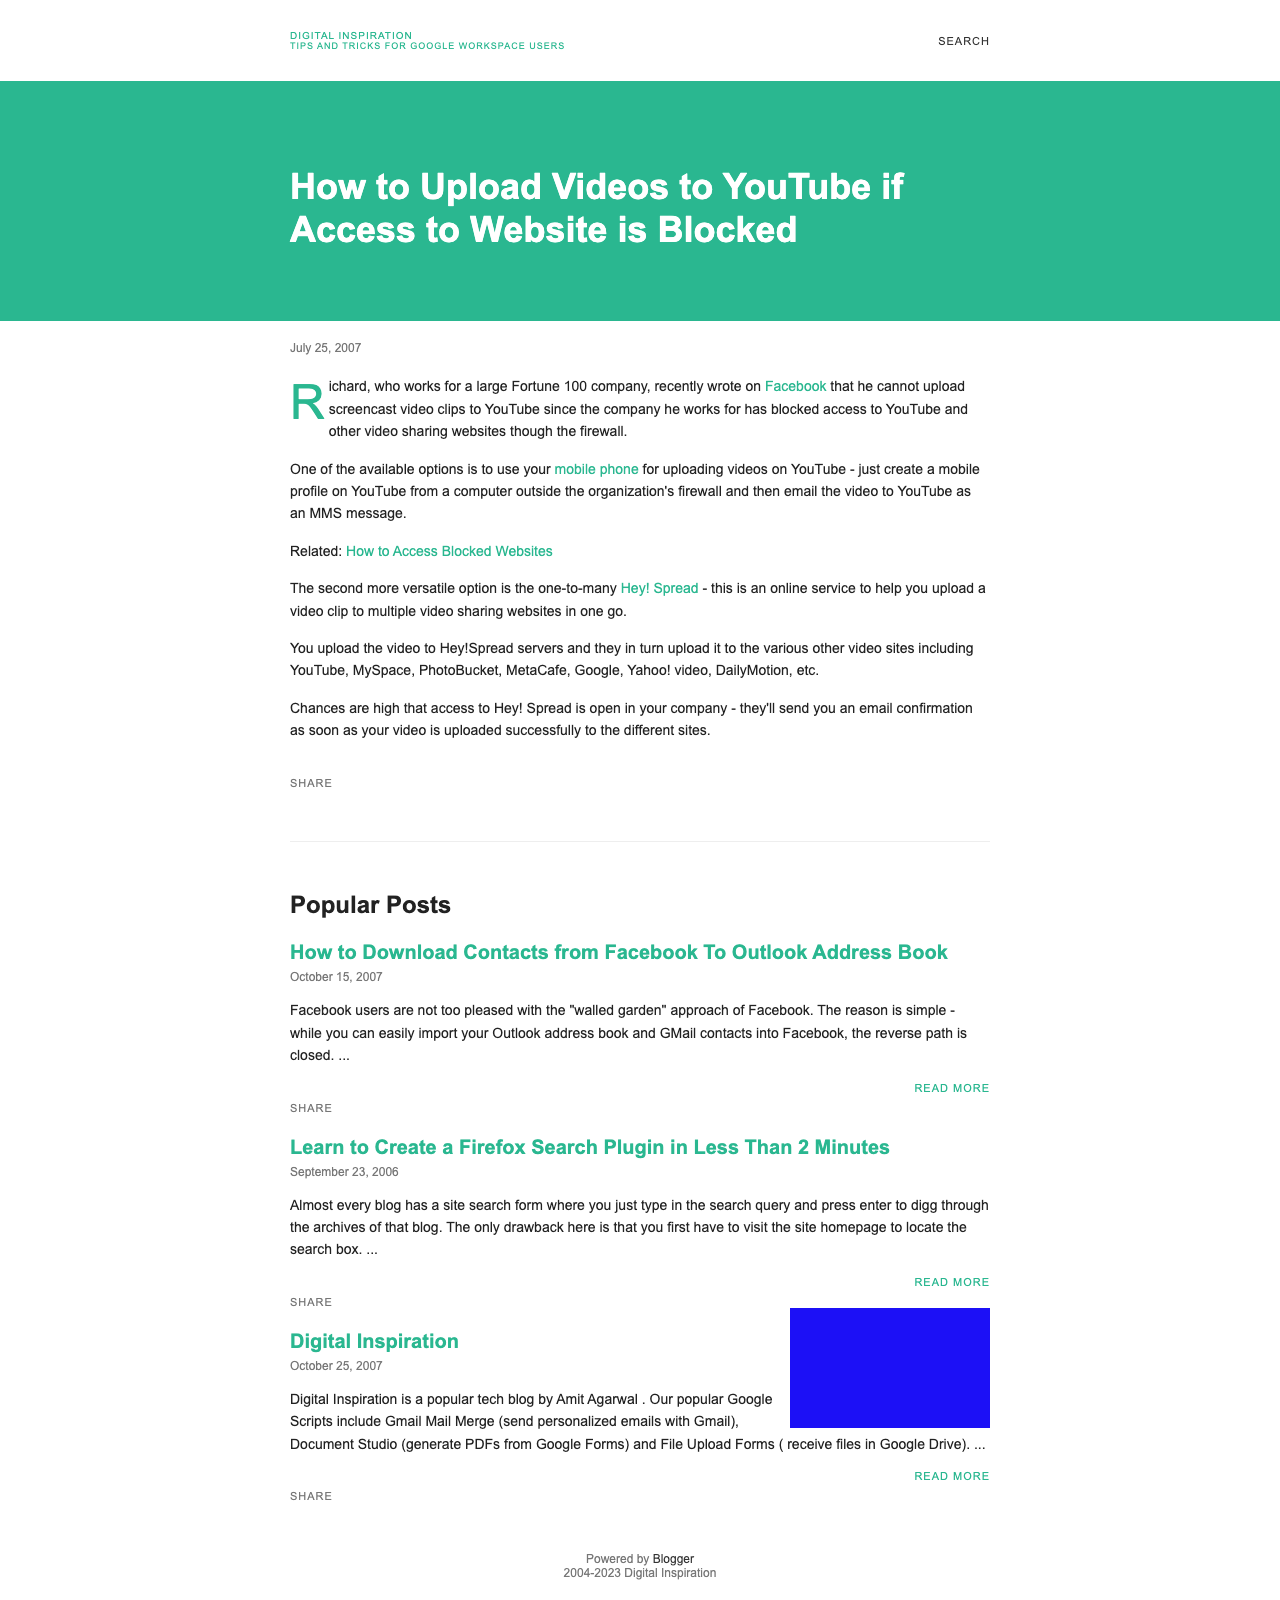 DIGITAL INSPIRATION
TIPS AND TRICKS FOR GOOGLE WORKSPACE USERS
SEARCH
How to Upload Videos to YouTube if
Access to Website is Blocked
July 25, 2007
Richard, who works for a large Fortune 100 company, recently wrote on Facebook that he cannot upload
screencast video clips to YouTube since the company he works for has blocked access to YouTube and
other video sharing websites though the firewall.
One of the available options is to use your mobile phone for uploading videos on YouTube - just create a mobile
profile on YouTube from a computer outside the organization's firewall and then email the video to YouTube as
an MMS message.
Related: How to Access Blocked Websites
The second more versatile option is the one-to-many Hey! Spread - this is an online service to help you upload a
video clip to multiple video sharing websites in one go.
You upload the video to Hey!Spread servers and they in turn upload it to the various other video sites including
YouTube, MySpace, PhotoBucket, MetaCafe, Google, Yahoo! video, DailyMotion, etc.
Chances are high that access to Hey! Spread is open in your company - they'll send you an email confirmation
as soon as your video is uploaded successfully to the different sites.
SHARE
Popular Posts
How to Download Contacts from Facebook To Outlook Address Book
October 15, 2007
Facebook users are not too pleased with the "walled garden" approach of Facebook. The reason is simple -
while you can easily import your Outlook address book and GMail contacts into Facebook, the reverse path is
closed. ...
READ MORE
SHARE
Learn to Create a Firefox Search Plugin in Less Than 2 Minutes
September 23, 2006
Almost every blog has a site search form where you just type in the search query and press enter to digg through
the archives of that blog. The only drawback here is that you first have to visit the site homepage to locate the
search box. ...
READ MORE
SHARE
Digital Inspiration
October 25, 2007
Digital Inspiration is a popular tech blog by Amit Agarwal . Our popular Google
Scripts include Gmail Mail Merge (send personalized emails with Gmail),
Document Studio (generate PDFs from Google Forms) and File Upload Forms ( receive files in Google Drive). ...
READ MORE
SHARE
Powered by Blogger
2004-2023 Digital Inspiration